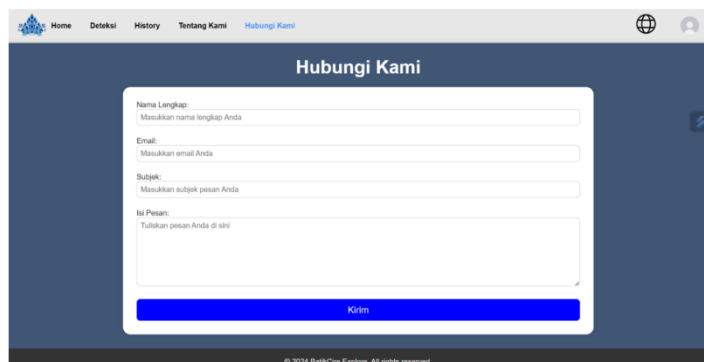 Home Deteksi History Tentang Kami Hubungi Kami
Hubungi Kami
Nama Lengkap:
Masukkan nama lengkap Anda
Email:
Masukkan email Anda
Subjek:
Masukkan subjek pesan Anda
Isi Pesan:
Tuliskan pesan Anda di sini
Kirim
© 2024 BatikCira Explore. All rights reserved.